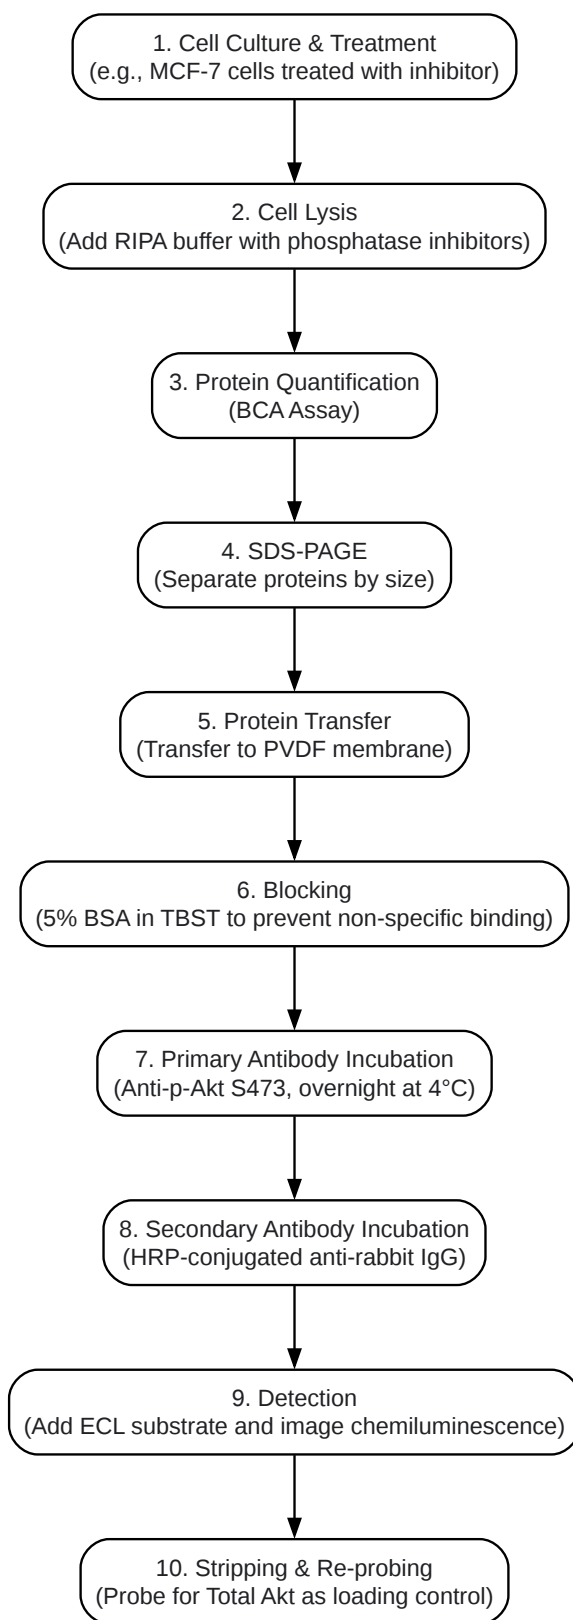 1. Cell Culture & Treatment
(e.g., MCF-7 cells treated with inhibitor)
2. Cell Lysis
(Add RIPA buffer with phosphatase inhibitors)
3. Protein Quantification
(BCA Assay)
4. SDS-PAGE
(Separate proteins by size)
5. Protein Transfer
(Transfer to PVDF membrane)
6. Blocking
(5% BSA in TBST to prevent non-specific binding)
7. Primary Antibody Incubation
(Anti-p-Akt S473, overnight at 4°C)
8. Secondary Antibody Incubation
(HRP-conjugated anti-rabbit IgG)
9. Detection
(Add ECL substrate and image chemiluminescence)
10. Stripping & Re-probing
(Probe for Total Akt as loading control)